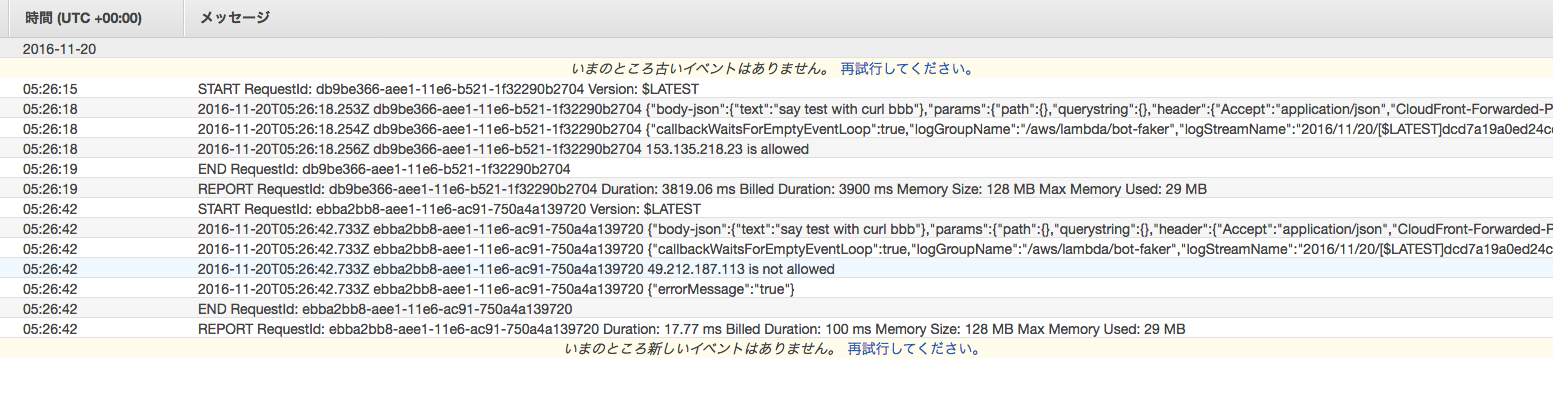 時間 (UTC +00:00) メッセージ
2016-11-20
いまのところ古いイベントはありません。 再試行してください。
05:26:15 START RequestId: db9be366-aee1-11e6-b521-1f32290b2704 Version: $LATEST
05:26:18 2016-11-20T05:26:18.253Z db9be366-aee1-11e6-b521-1f32290b2704 {"body-json":{"text":"say test with curl bbb"},"params":{"path":{},"querystring":{},"header":{"Accept":"application/json","CloudFront-Forwarded-P
05:26:18 2016-11-20T05:26:18.254Z db9be366-aee1-11e6-b521-1f32290b2704 {"callbackWaitsForEmptyEventLoop":true,"logGroupName":"/aws/lambda/bot-faker","logStreamName":"2016/11/20/[$LATEST]dcd7a19a0ed24c
05:26:18 2016-11-20T05:26:18.256Z db9be366-aee1-11e6-b521-1f32290b2704 153.135.218.23 is allowed
05:26:19 END RequestId: db9be366-aee1-11e6-b521-1f32290b2704
05:26:19 REPORT RequestId: db9be366-aee1-11e6-b521-1f32290b2704 Duration: 3819.06 ms Billed Duration: 3900 ms Memory Size: 128 MB Max Memory Used: 29 MB
05:26:42 START RequestId: ebba2bb8-aee1-11e6-ac91-750a4a139720 Version: $LATEST
05:26:42 2016-11-20T05:26:42.733Z ebba2bb8-aee1-11e6-ac91-750a4a139720 {"body-json":{"text":"say test with curl bbb"},"params":{"path":{},"querystring":{},"header":{"Accept":"application/json","CloudFront-Forwarded-P
05:26:42 2016-11-20T05:26:42.733Z ebba2bb8-aee1-11e6-ac91-750a4a139720 {"callbackWaitsForEmptyEventLoop":true,"logGroupName":"/aws/lambda/bot-faker","logStreamName":"2016/11/20/[$LATEST]dcd7a19a0ed24c
05:26:42 2016-11-20T05:26:42.733Z ebba2bb8-aee1-11e6-ac91-750a4a139720 49.212.187.113 is not allowed
05:26:42 2016-11-20T05:26:42.733Z ebba2bb8-aee1-11e6-ac91-750a4a139720 {"errorMessage":"true"}
05:26:42 END RequestId: ebba2bb8-aee1-11e6-ac91-750a4a139720
05:26:42 REPORT RequestId: ebba2bb8-aee1-11e6-ac91-750a4a139720 Duration: 17.77 ms Billed Duration: 100 ms Memory Size: 128 MB Max Memory Used: 29 MB
いまのところ新しいイベントはありません。 再試行してください。